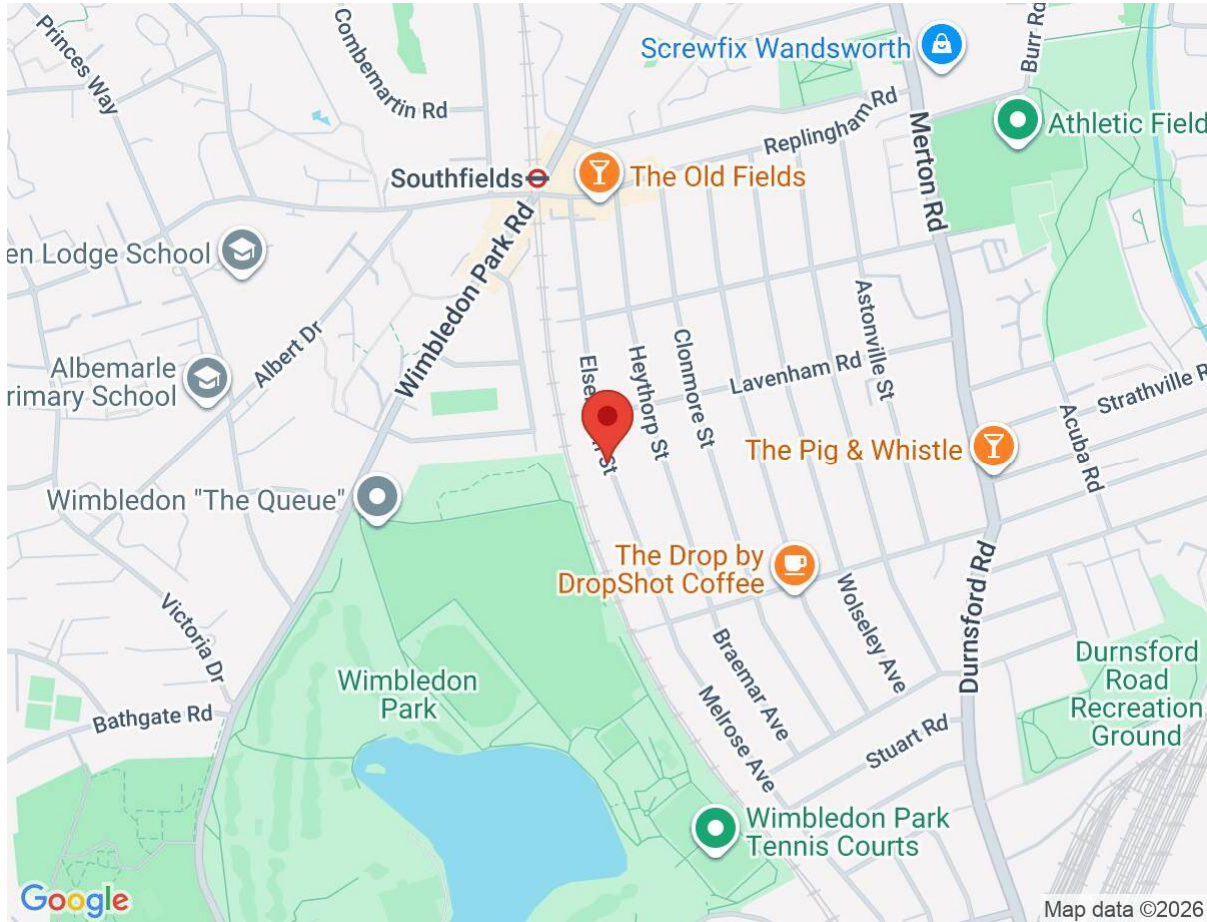 Princes Way
Combemartin Rd
Screwfix Wandsworth
Burr Rd
Replingham Rd
Merton Rd
Athletic Field
Southfields
The Old Fields
en Lodge School
Wimbledon Park Rd
Astonville St
Albemarle
rimary School
Albert Dr
Heythorp St
Clonmore St
Lavenham Rd
Strathville R
Acuba Rd
The Pig & Whistle
Wimbledon "The Queue"
The Drop by
DropShot Coffee
Wolseley Ave
Durnsford Rd
Victoria Dr
Bathgate Rd
Wimbledon
Park
Braemar Ave
Melrose Ave
Stuart Rd
Durnsford
Road
Recreation
Ground
Wimbledon Park
Tennis Courts
Google
Map data ©2026